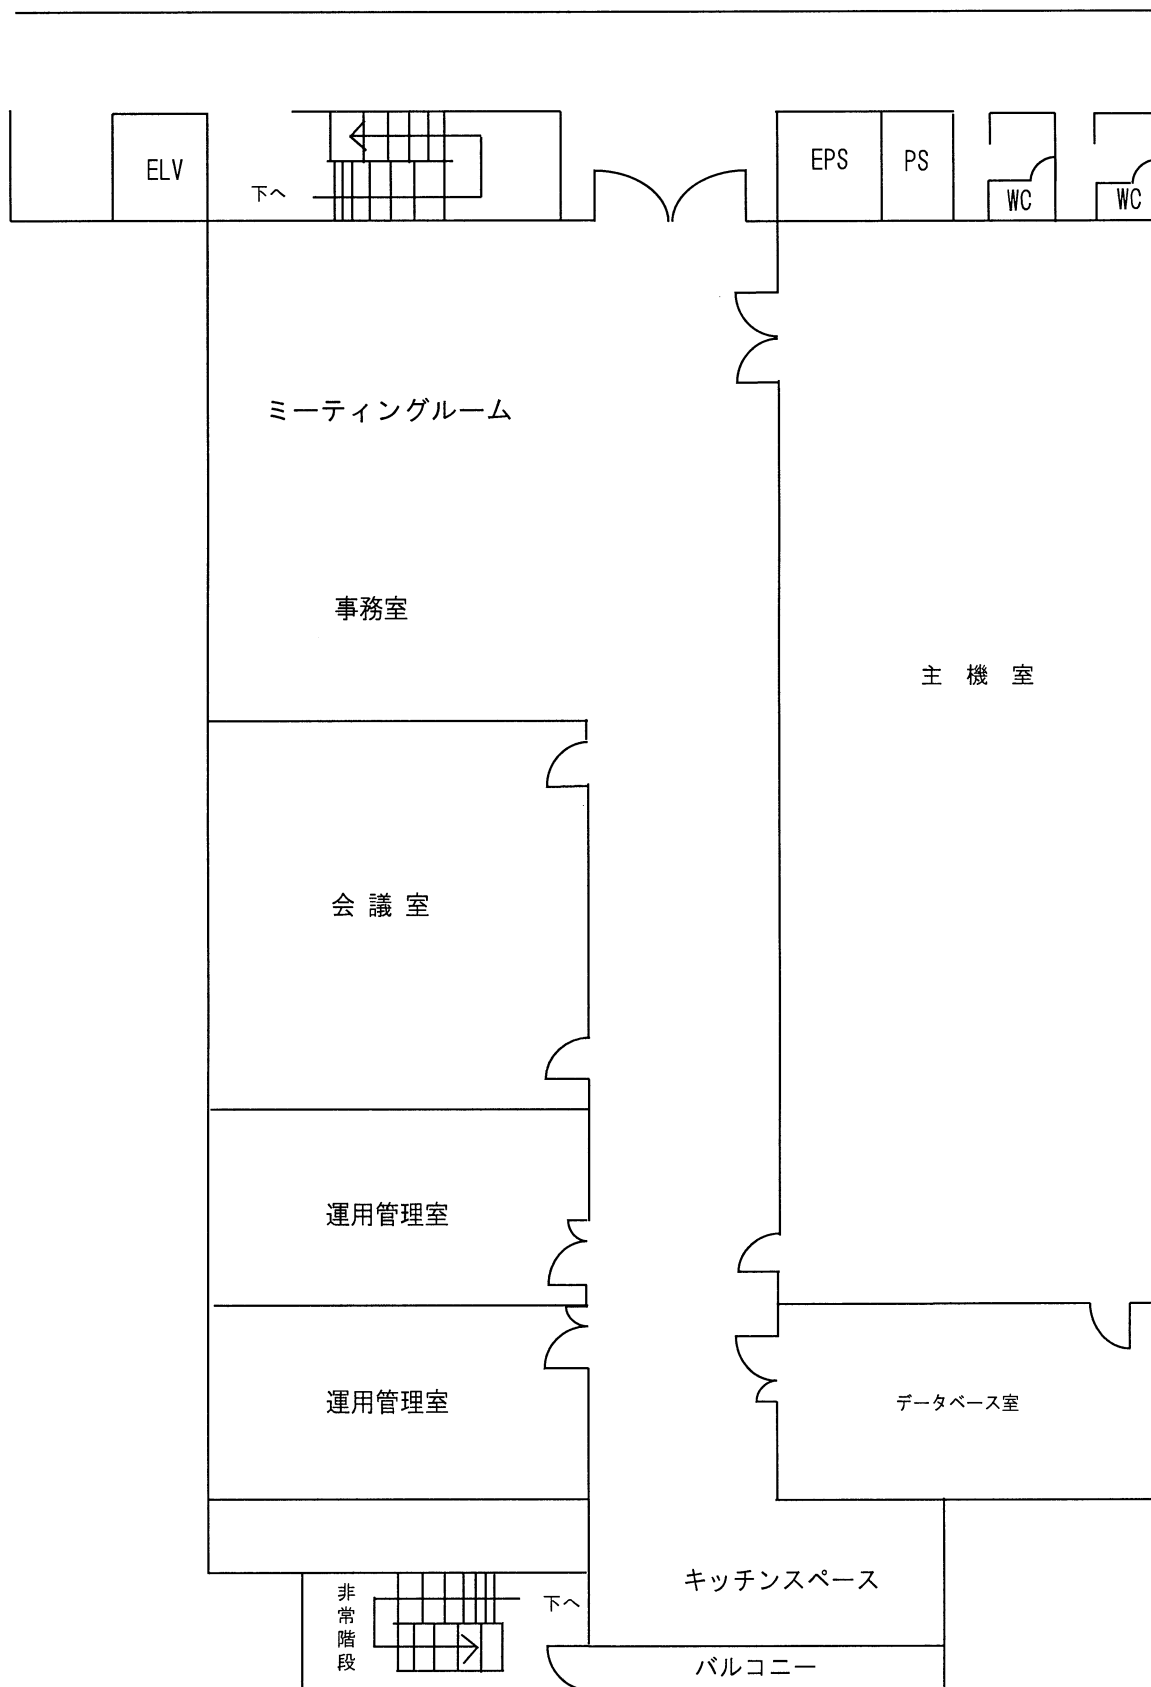 ELV
下へ
EPS
PS
WC
WC
ミーティングルーム
事務室
主機室
会議室
運用管理室
運用管理室
データベース室
キッチンスペース
非常階段
下へ
バルコニー